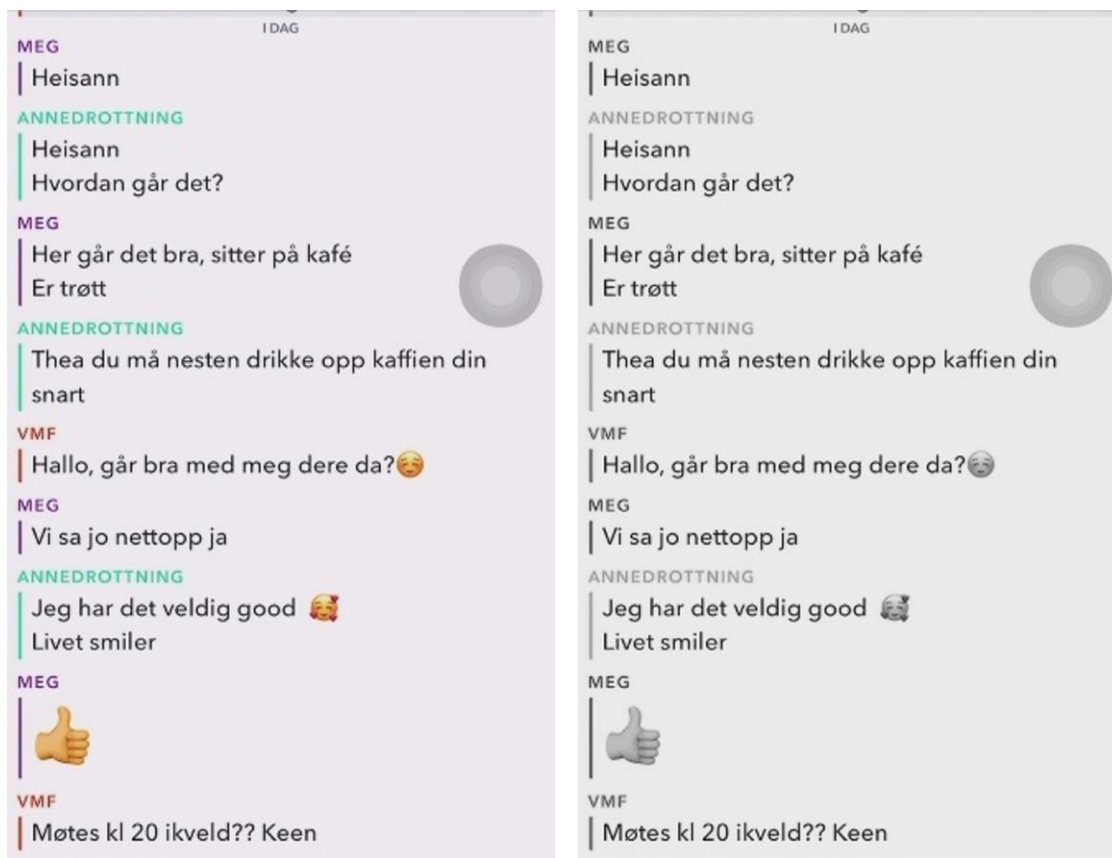 I DAG
MEG
Heisann
ANNEDROTTNING
Heisann
Hvordan går det?
MEG
Her går det bra, sitter på kafé
Er trøtt
ANNEDROTTNING
Thea du må nesten drikke opp kaffien din
snart
VMF
Hallo, går bra med meg dere da?☺️
MEG
Vi sa jo nettopp ja
ANNEDROTTNING
Jeg har det veldig good 🥰
Livet smiler
MEG
👍
VMF
Møtes kl 20 ikveld?? Keen
I DAG
MEG
Heisann
ANNEDROTTNING
Heisann
Hvordan går det?
MEG
Her går det bra, sitter på kafé
Er trøtt
ANNEDROTTNING
Thea du må nesten drikke opp kaffien din
snart
VMF
Hallo, går bra med meg dere da?☺️
MEG
Vi sa jo nettopp ja
ANNEDROTTNING
Jeg har det veldig good 🥰
Livet smiler
MEG
👍
VMF
Møtes kl 20 ikveld?? Keen